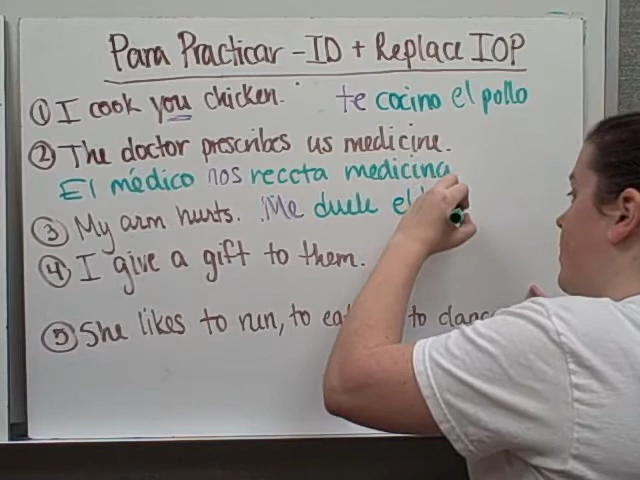 Para Practicar - ID + Replace IOP
① I cook you chicken. te cocino el pollo
② The doctor prescribes us medicine.
El médico nos receta medicina
③ My arm hurts. Me duele el
④ I give a gift to them.
⑤ She likes to run, to eat to dance